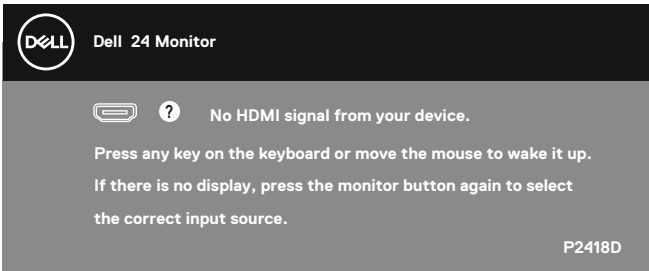 DELL
Dell 24 Monitor
? No HDMI signal from your device.
Press any key on the keyboard or move the mouse to wake it up.
If there is no display, press the monitor button again to select
the correct input source.
P2418D